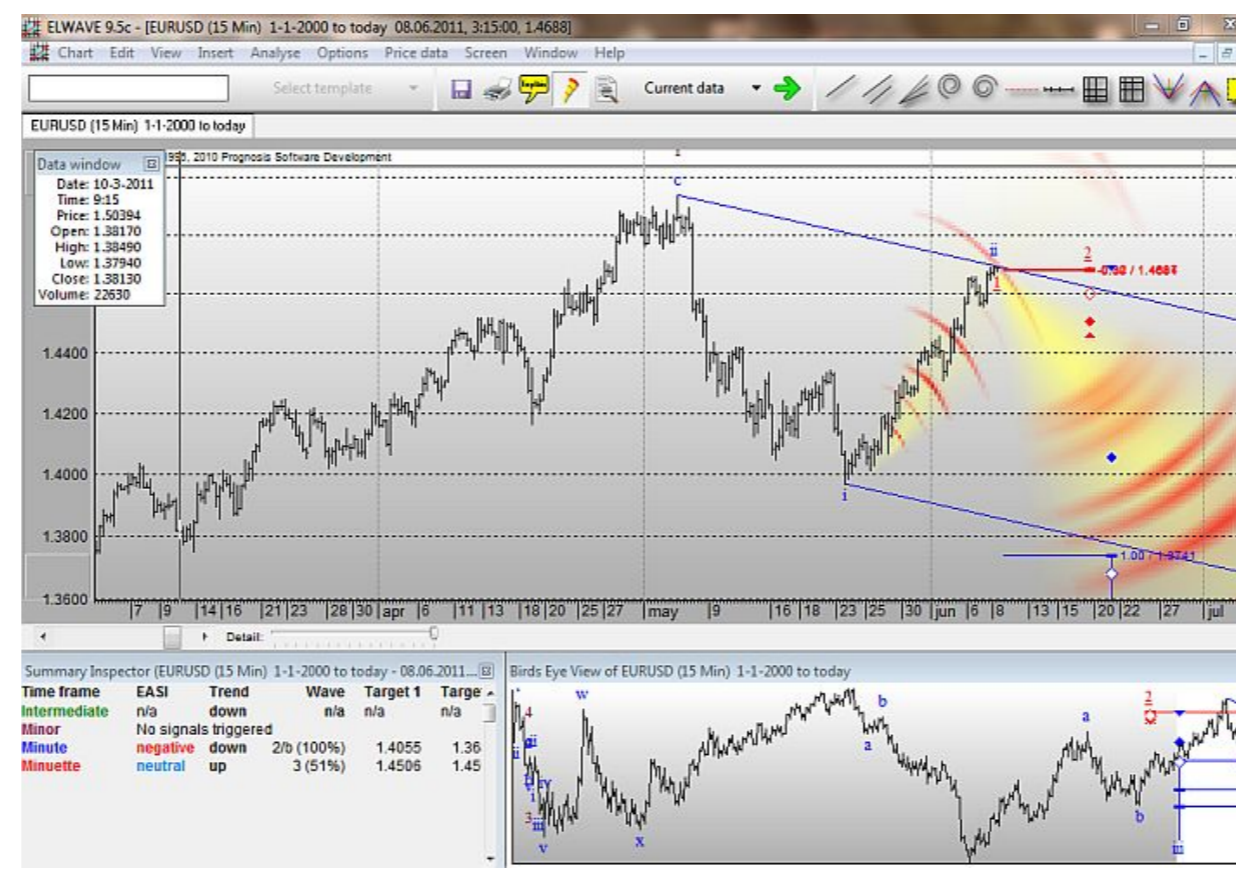 ELWAVE 9.5c - [EURUSD (15 Min) 1-1-2000 to today 08.06.2011, 3:15:00, 1.4688]
Chart Edit View Insert Analyse Options Price data Screen Window Help
Select template Current data
EURUSD (15 Min) 1-1-2000 to today
2010 Prognosis Software Development
Data window
Date: 10-3-2011
Time: 9:15
Price: 1.50394
Open: 1.38170
High: 1.38490
Low: 1.37940
Close: 1.38130
Volume: 22630
c
ii
2
1
1.4400
1.4200
i
1.4000
1.3800
1.00 / 1.3741
1.3600
7 9 14 16 21 23 28 30 apr 6 11 13 18 20 25 27 may 9 16 18 23 25 30 jun 6 8 13 15 20 22 27 jul
Detail:
Summary Inspector (EURUSD (15 Min) 1-1-2000 to today - 08.06.2011...
Time frame EASI Trend Wave Target 1 Targe
Intermediate n/a down n/a n/a n/a
Minor No signals triggered
Minute negative down 2/b (100%) 1.4055 1.36
Minuette neutral up 3 (51%) 1.4506 1.45
Birds Eye View of EURUSD (15 Min) 1-1-2000 to today
w
b
2
4
a
a
ii
iv
i
3
iii
v
x
b
iii